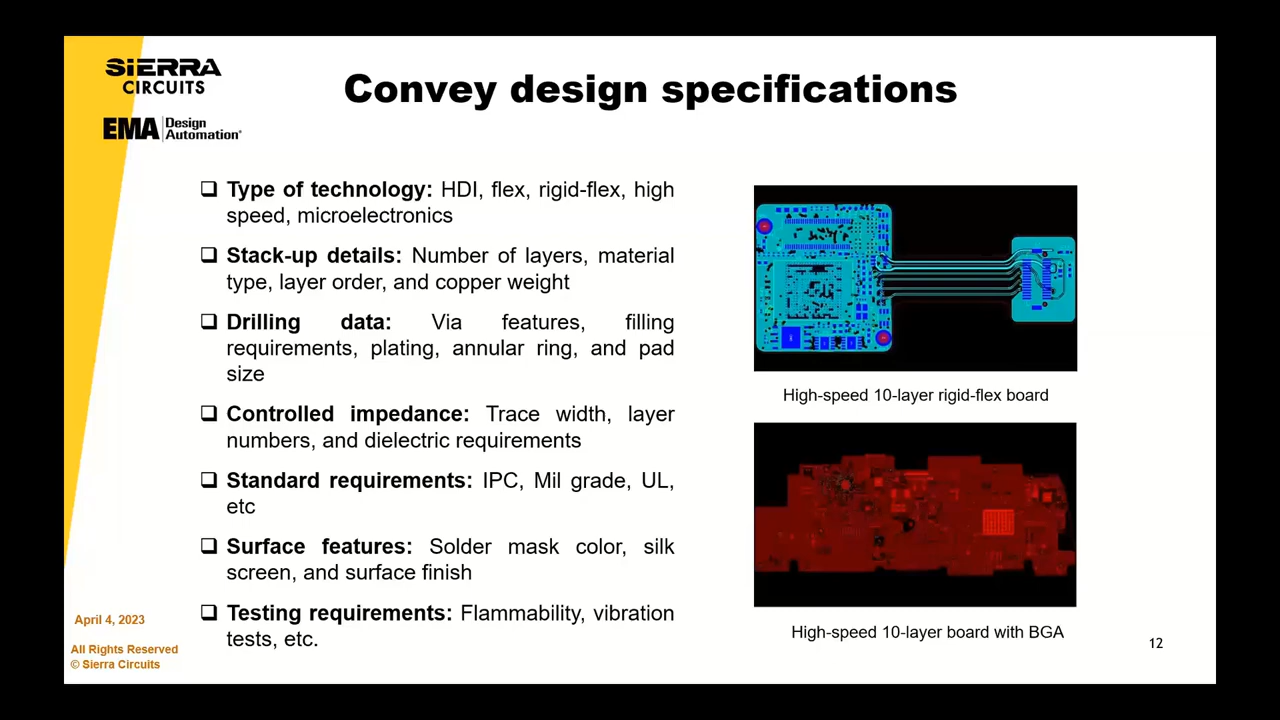 SiERRA
CIRCUITS
EMA Design
Automation®
Convey design specifications
❑ Type of technology: HDI, flex, rigid-flex, high
speed, microelectronics
❑ Stack-up details: Number of layers, material
type, layer order, and copper weight
❑ Drilling data: Via features, filling
requirements, plating, annular ring, and pad
size
❑ Controlled impedance: Trace width, layer
numbers, and dielectric requirements
❑ Standard requirements: IPC, Mil grade, UL,
etc
❑ Surface features: Solder mask color, silk
screen, and surface finish
❑ Testing requirements: Flammability, vibration
tests, etc.
High-speed 10-layer rigid-flex board
High-speed 10-layer board with BGA
April 4, 2023
All Rights Reserved
© Sierra Circuits
12